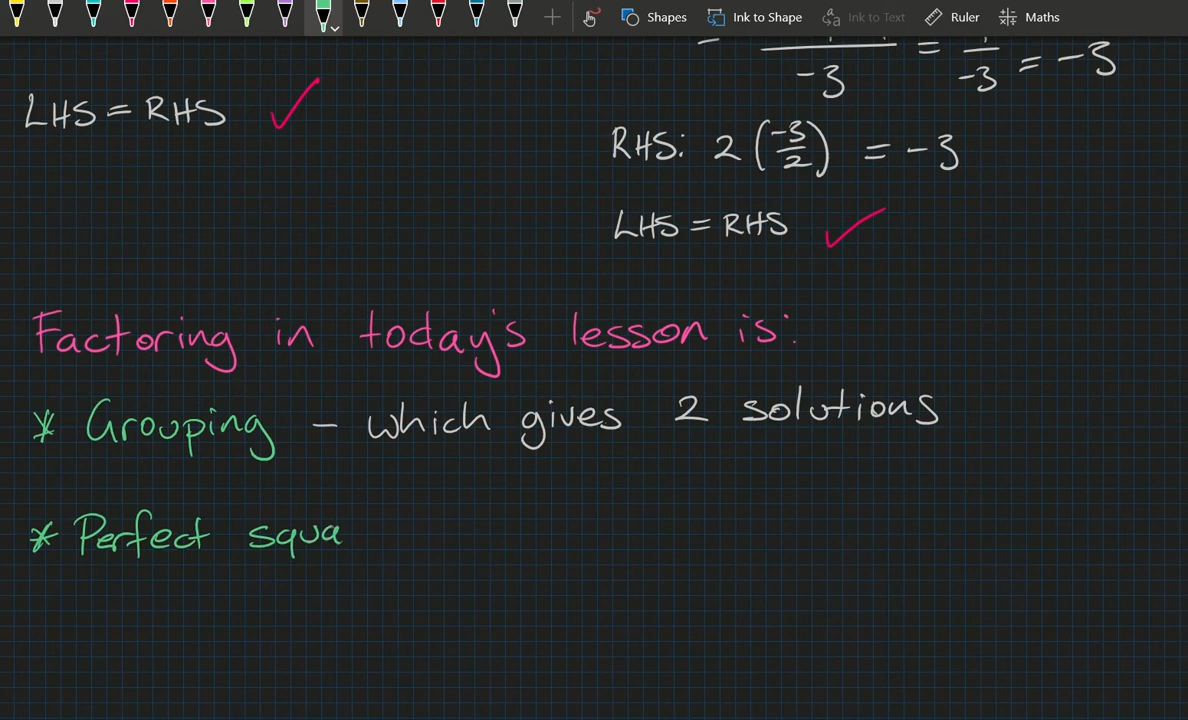 Shapes Ink to Shape Ink to Text Ruler Maths
= -3
-3 -3
LHS = RHS
RHS: 2 (-3/2) = -3
LHS = RHS
Factoring in today's lesson is:
* Grouping - which gives 2 solutions
* Perfect squa